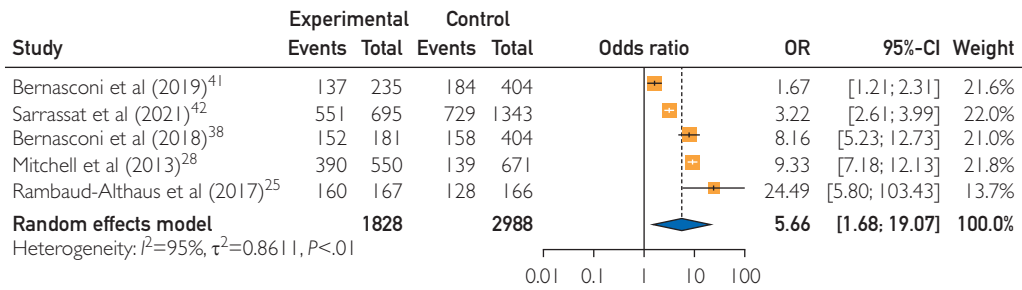 Experimental Control
Study Events Total Events Total Odds ratio OR 95%-CI Weight
Bernasconi et al (2019)41 137 235 184 404 1.67 [1.21; 2.31] 21.6%
Sarrassat et al (2021)42 551 695 729 1343 3.22 [2.61; 3.99] 22.0%
Bernasconi et al (2018)38 152 181 158 404 8.16 [5.23; 12.73] 21.0%
Mitchell et al (2013)28 390 550 139 671 9.33 [7.18; 12.13] 21.8%
Rambaud-Althaus et al (2017)25 160 167 128 166 24.49 [5.80; 103.43] 13.7%
Random effects model 1828 2988 5.66 [1.68; 19.07] 100.0%
Heterogeneity: I2=95%, τ2=0.8611, P<.01
0.01 0.1 1 10 100